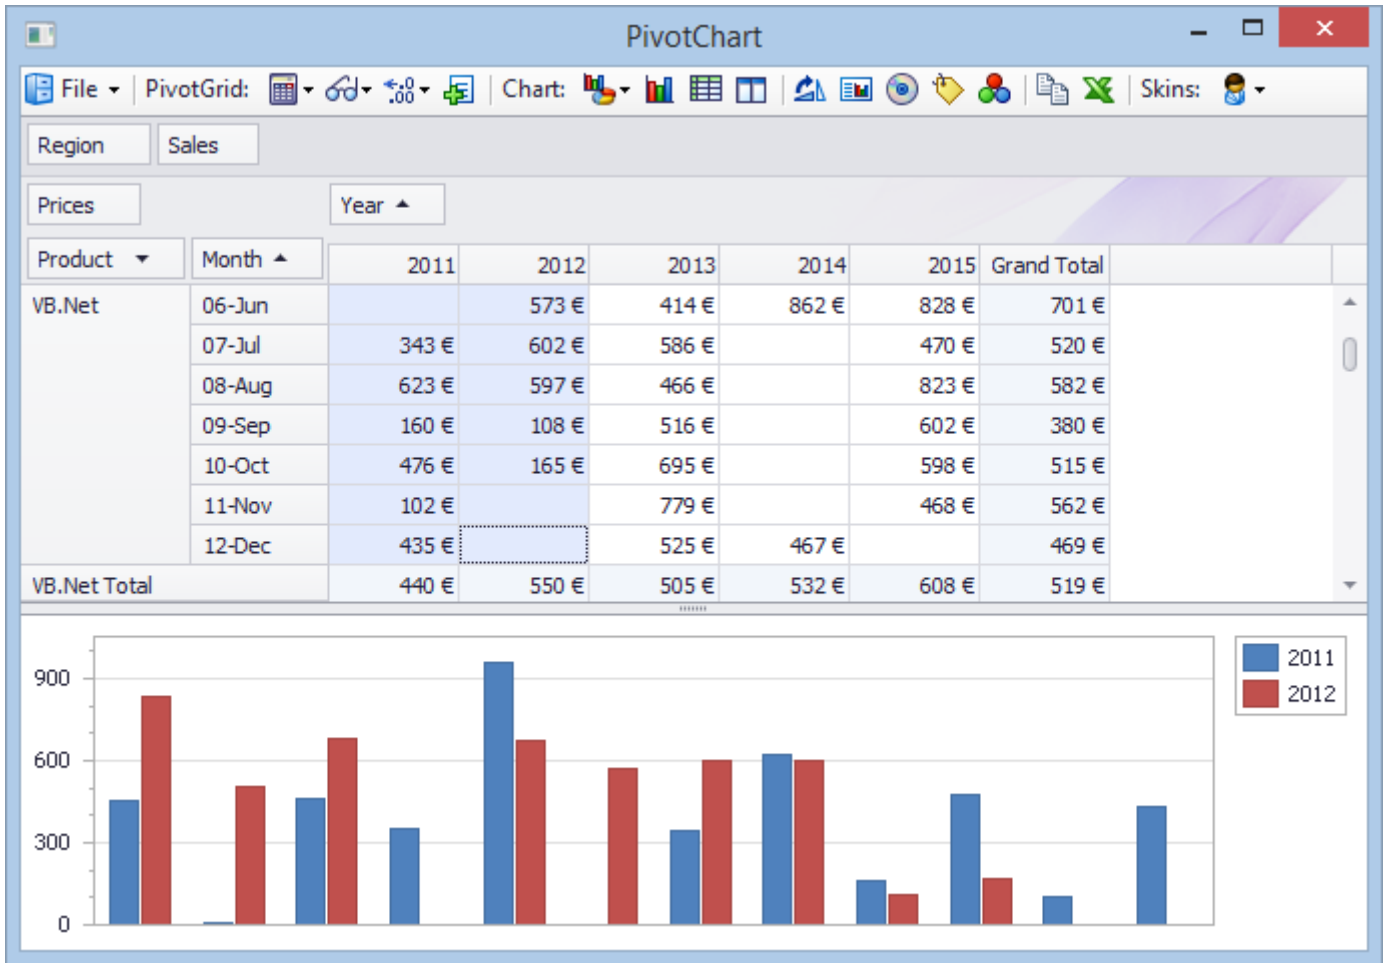 PivotChart
File PivotGrid: Chart: Skins:
Region Sales
Prices Year
Product Month 2011 2012 2013 2014 2015 Grand Total
VB.Net 06-Jun 573 € 414 € 862 € 828 € 701 €
07-Jul 343 € 602 € 586 € 470 € 520 €
08-Aug 623 € 597 € 466 € 823 € 582 €
09-Sep 160 € 108 € 516 € 602 € 380 €
10-Oct 476 € 165 € 695 € 598 € 515 €
11-Nov 102 € 779 € 468 € 562 €
12-Dec 435 € 525 € 467 € 469 €
VB.Net Total 440 € 550 € 505 € 532 € 608 € 519 €
2011
2012
900
600
300
0